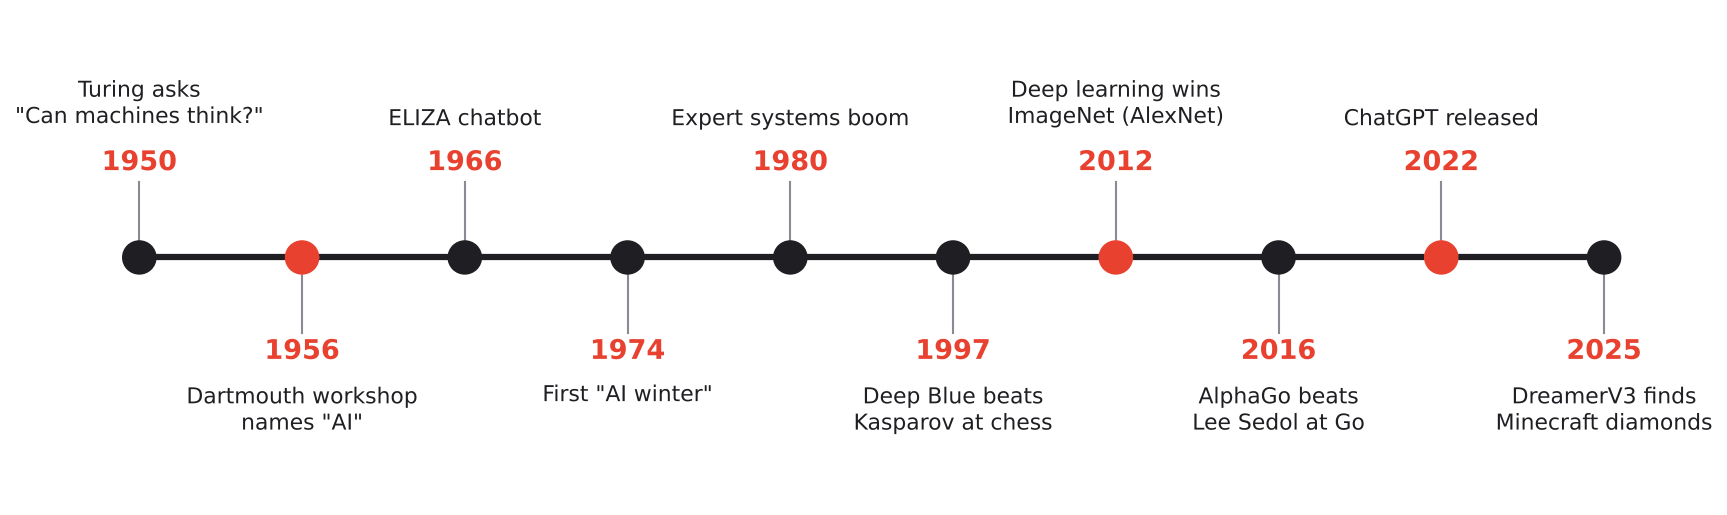 Turing asks
"Can machines think?"
1950
1956
Dartmouth workshop
names "AI"
ELIZA chatbot
1966
1974
First "AI winter"
Expert systems boom
1980
1997
Deep Blue beats
Kasparov at chess
Deep learning wins
ImageNet (AlexNet)
2012
2016
AlphaGo beats
Lee Sedol at Go
ChatGPT released
2022
2025
DreamerV3 finds
Minecraft diamonds